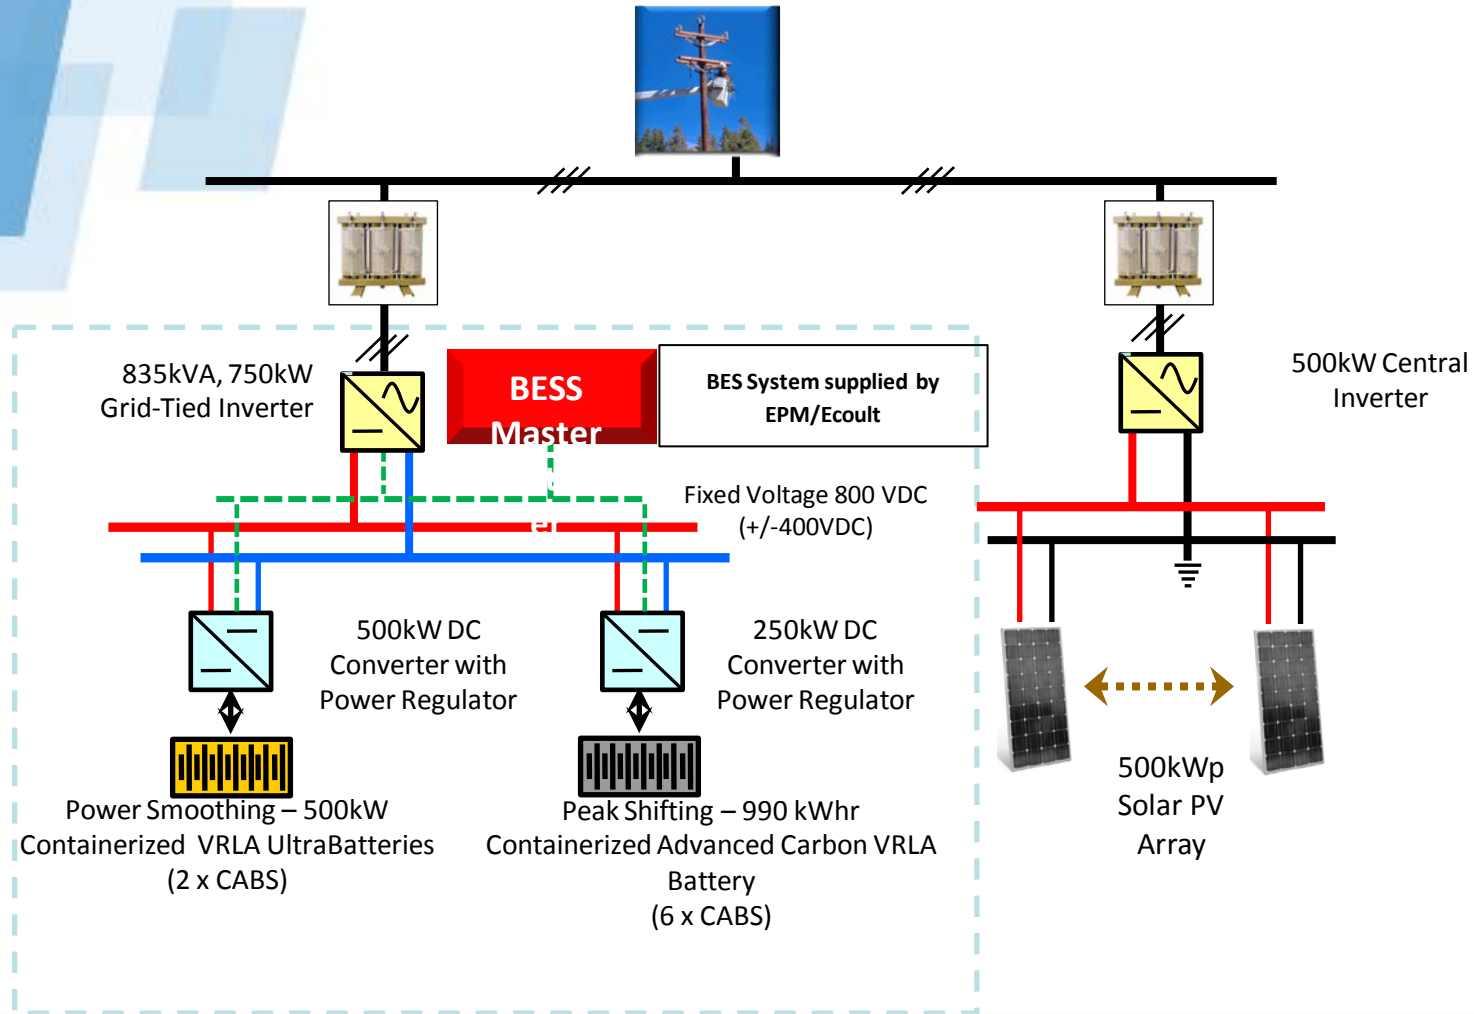 835kVA, 750kW
Grid-Tied Inverter
BESS
Master
er
BES System supplied by
EPM/Ecoult
500kW Central
Inverter
Fixed Voltage 800 VDC
(+/-400VDC)
500kW DC
Converter with
Power Regulator
250kW DC
Converter with
Power Regulator
Power Smoothing – 500kW
Containerized VRLA UltraBatteries
(2 x CABS)
Peak Shifting – 990 kWhr
Containerized Advanced Carbon VRLA
Battery
(6 x CABS)
500kWp
Solar PV
Array